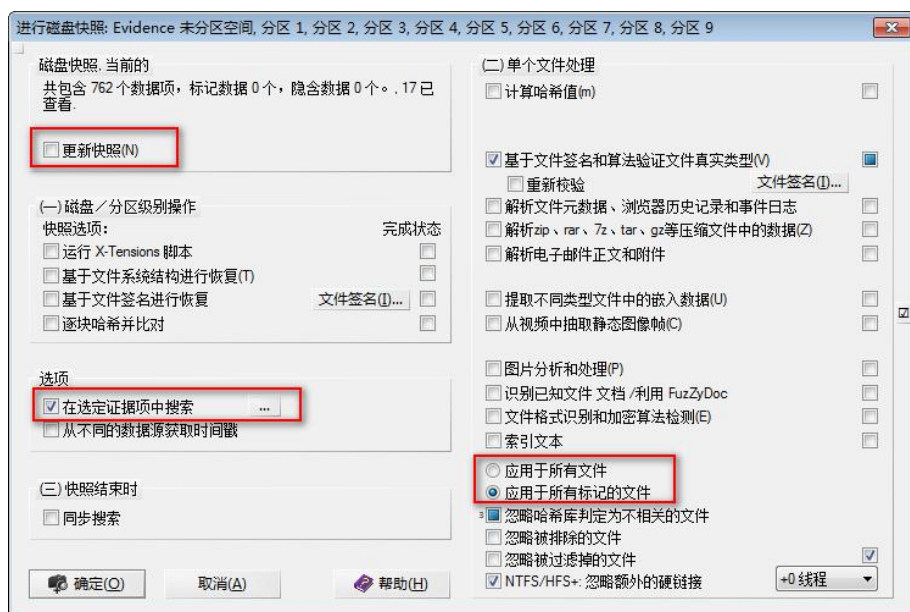 进行磁盘快照: Evidence 未分区空间, 分区 1, 分区 2, 分区 3, 分区 4, 分区 5, 分区 6, 分区 7, 分区 8, 分区 9
磁盘快照. 当前的
共包含 762 个数据项，标记数据 0 个，隐含数据 0 个。. 17 已
查看.
更新快照(N)
(一)磁盘／分区级别操作
快照选项:
完成状态
运行 X-Tensions 脚本
基于文件系统结构进行恢复(T)
基于文件签名进行恢复
文件签名(I)...
逐块哈希并比对
选项
在选定证据项中搜索
...
从不同的数据源获取时间戳
(三)快照结束时
同步搜索
确定(O)
取消(A)
帮助(H)
(二)单个文件处理
计算哈希值(m)
基于文件签名和算法验证文件真实类型(V)
重新校验
文件签名(I)...
解析文件元数据、浏览器历史记录和事件日志
解析zip、rar、7z、tar、gz等压缩文件中的数据(Z)
解析电子邮件正文和附件
提取不同类型文件中的嵌入数据(U)
从视频中抽取静态图像帧(C)
图片分析和处理(P)
识别已知文件 文档 /利用 FuzZyDoc
文件格式识别和加密算法检测(E)
索引文本
应用于所有文件
应用于所有标记的文件
³ 忽略哈希库判定为不相关的文件
忽略被排除的文件
忽略被过滤掉的文件
NTFS/HFS+: 忽略额外的硬链接
+0 线程